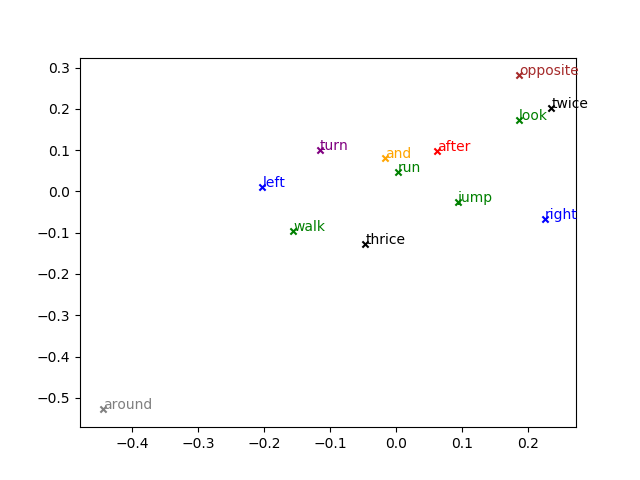 0.3
opposite
0.2
twice
look
0.1
turn
and
after
run
0.0
left
jump
right
−0.1
walk
thrice
−0.2
−0.3
−0.4
−0.5
around
−0.4 −0.3 −0.2 −0.1 0.0 0.1 0.2